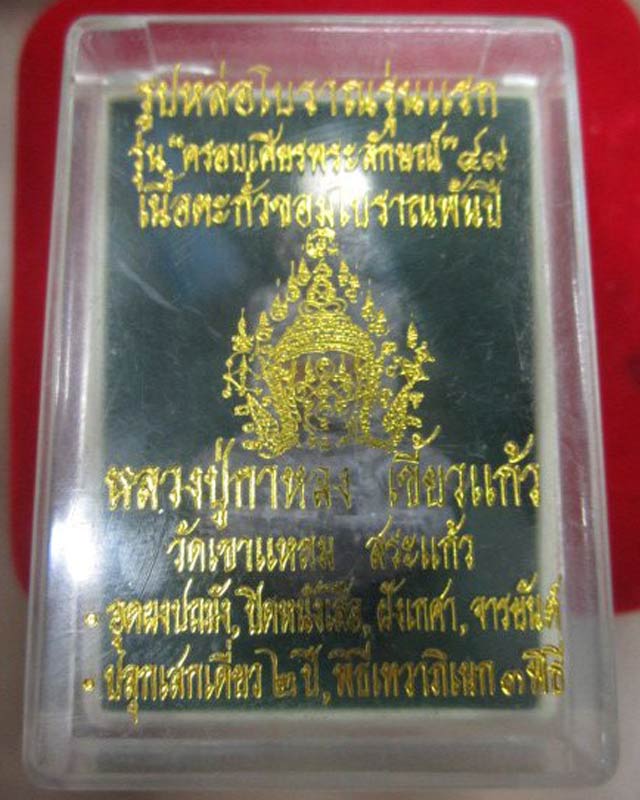 รูปหล่อโบราณรุ่นแรก
รุ่น "ครอบเศียรพระลักษณ์" ๔๙
เนื้อตะกั่วขอมโบราณพันปี
หลวงปู่กาหลง เขี้ยวแก้ว
วัดเขาแหลม สระแก้ว
• อุดผงปถมัง, ปิดหนังเสือ, ฝังเกศา, จารยันต์
• ปลุกเสกเดี่ยว ๒ ปี, พิธีเทวาภิเษก ๓ พิธี